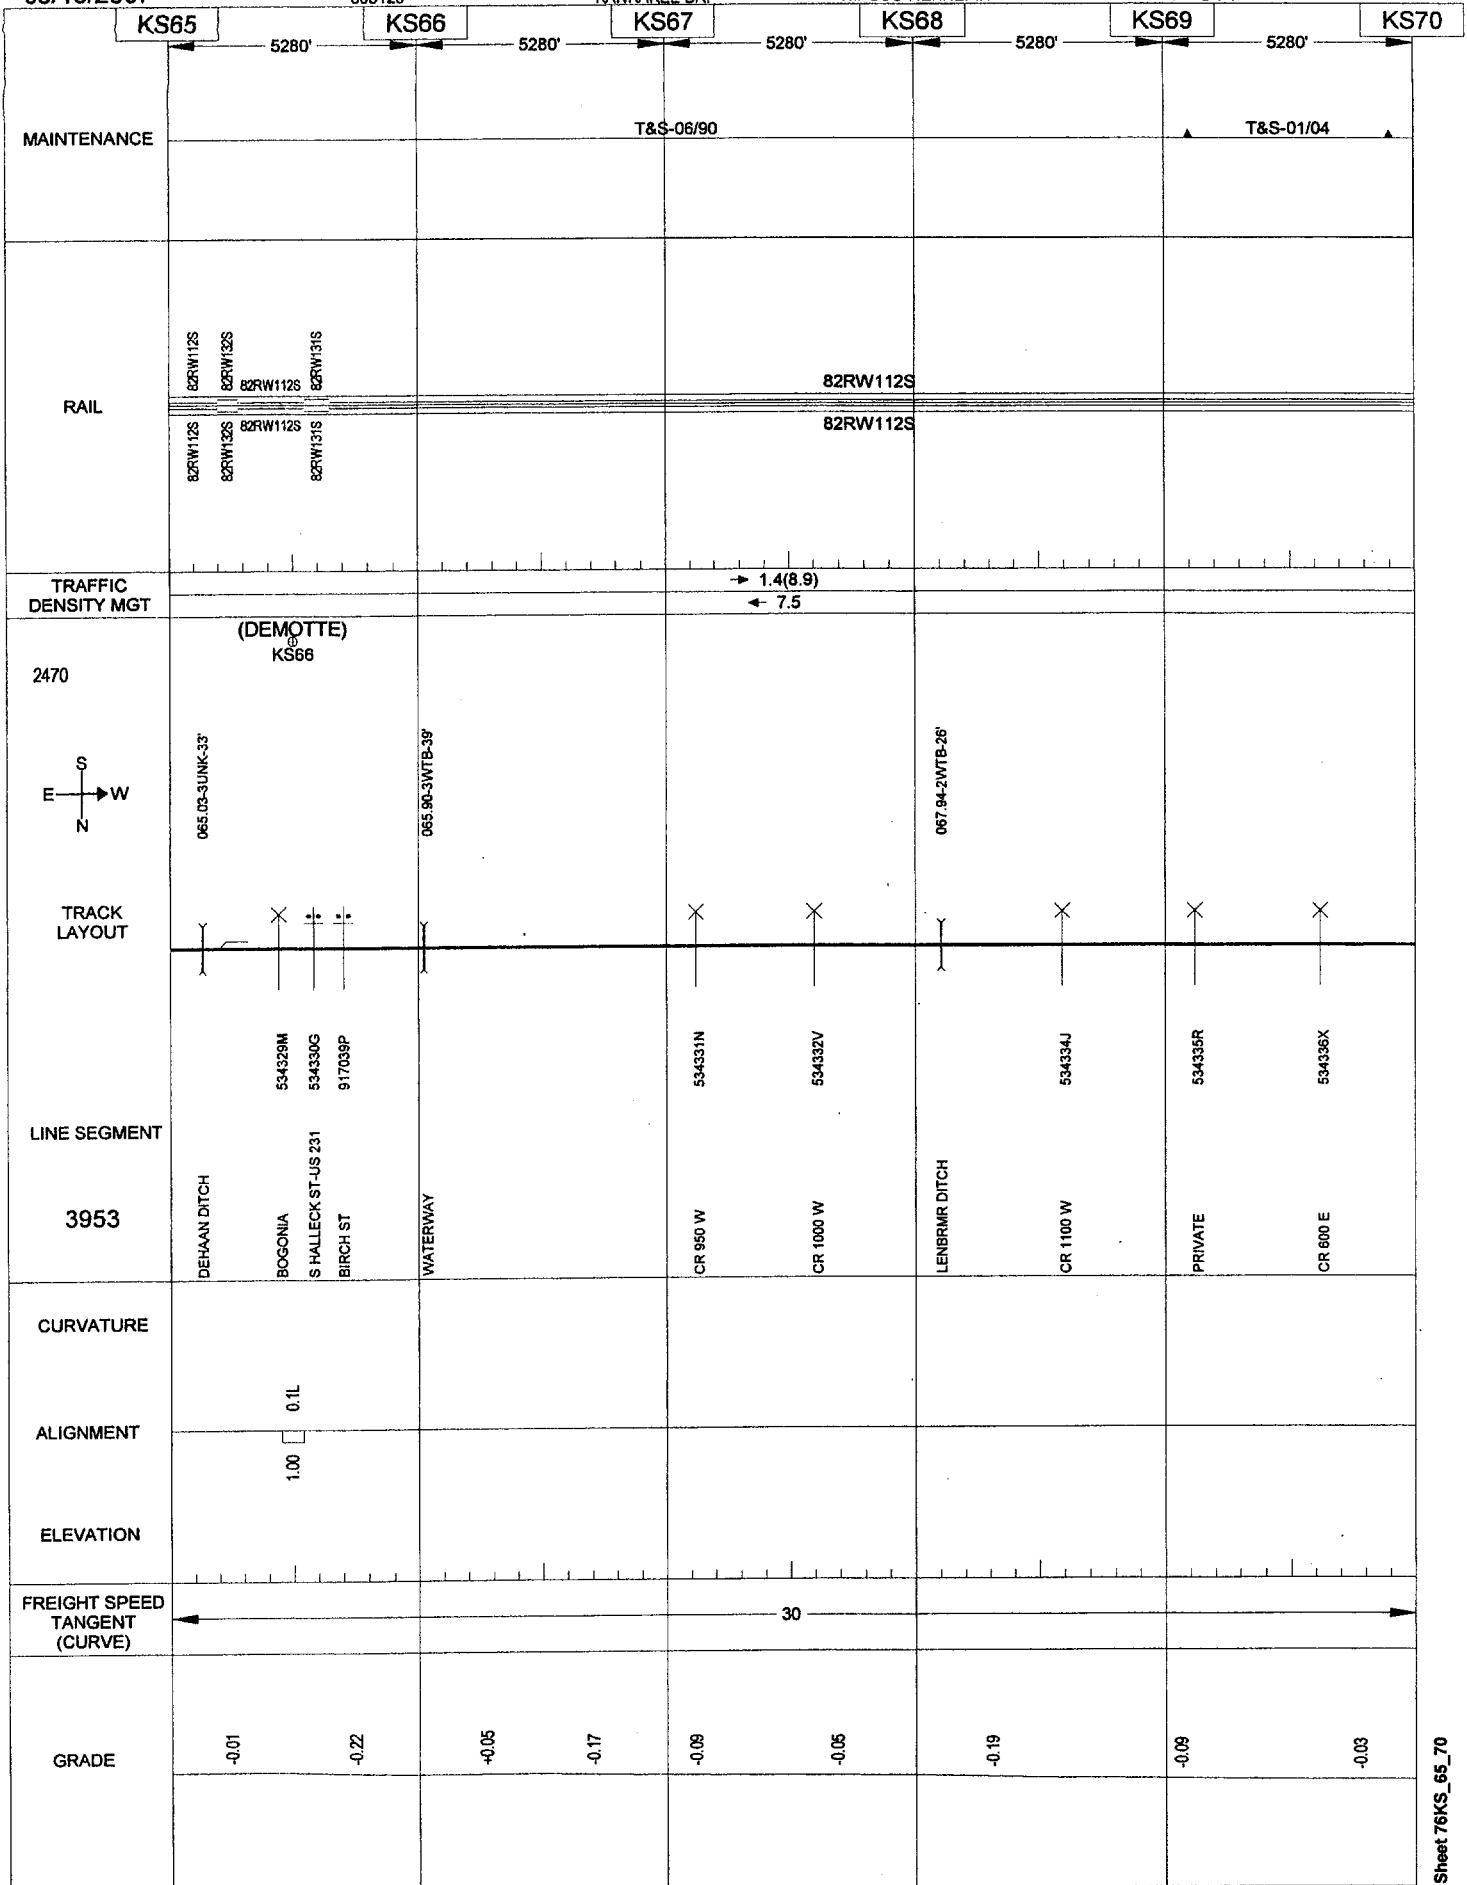 KS65 KS66 KS67 KS68 KS69 KS70
5280' 5280' 5280' 5280' 5280'
MAINTENANCE
T&S-06/90
T&S-01/04
RAIL
82RW112S
82RW132S
82RW112S
82RW131S
82RW112S
82RW112S
82RW132S
82RW112S
82RW131S
82RW112S
TRAFFIC
DENSITY MGT
1.4(8.9)
7.5
(DEMOTTE)
KS66
2470
S
E W
N
065.03-3UNK-33'
065.90-3WTB-39'
067.94-2WTB-26'
TRACK
LAYOUT
534329M
534330G
917039P
534331N
534332V
534334J
534335R
534336X
LINE SEGMENT
3953
DEHAAN DITCH
BOGONIA
S HALLECK ST-US 231
BIRCH ST
WATERWAY
CR 950 W
CR 1000 W
LENBRMR DITCH
CR 1100 W
PRIVATE
CR 600 E
CURVATURE
0.1L
ALIGNMENT
1.00
ELEVATION
FREIGHT SPEED
TANGENT
(CURVE)
30
GRADE
-0.01
-0.22
+0.05
-0.17
-0.09
-0.05
-0.19
-0.09
-0.03
Sheet 76KS_65_70